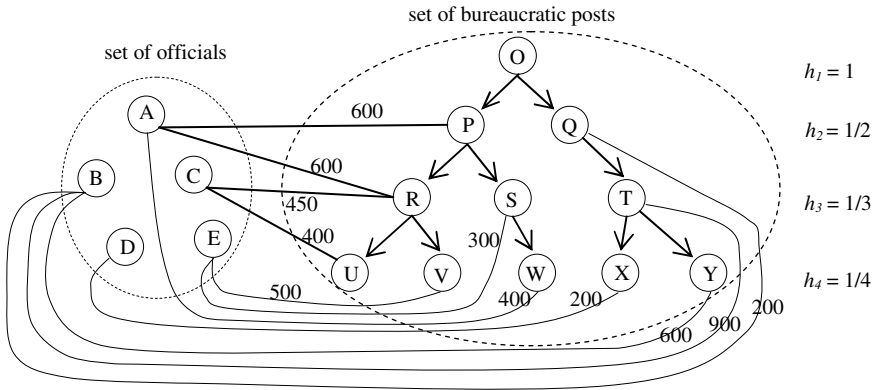 set of bureaucratic posts
set of officials
O
h₁ = 1
A
600
P
Q
h₂ = 1/2
600
B
C
R
S
T
h₃ = 1/3
450
D
E
400
300
U
V
W
X
Y
h₄ = 1/4
500
400
200
200
900
600